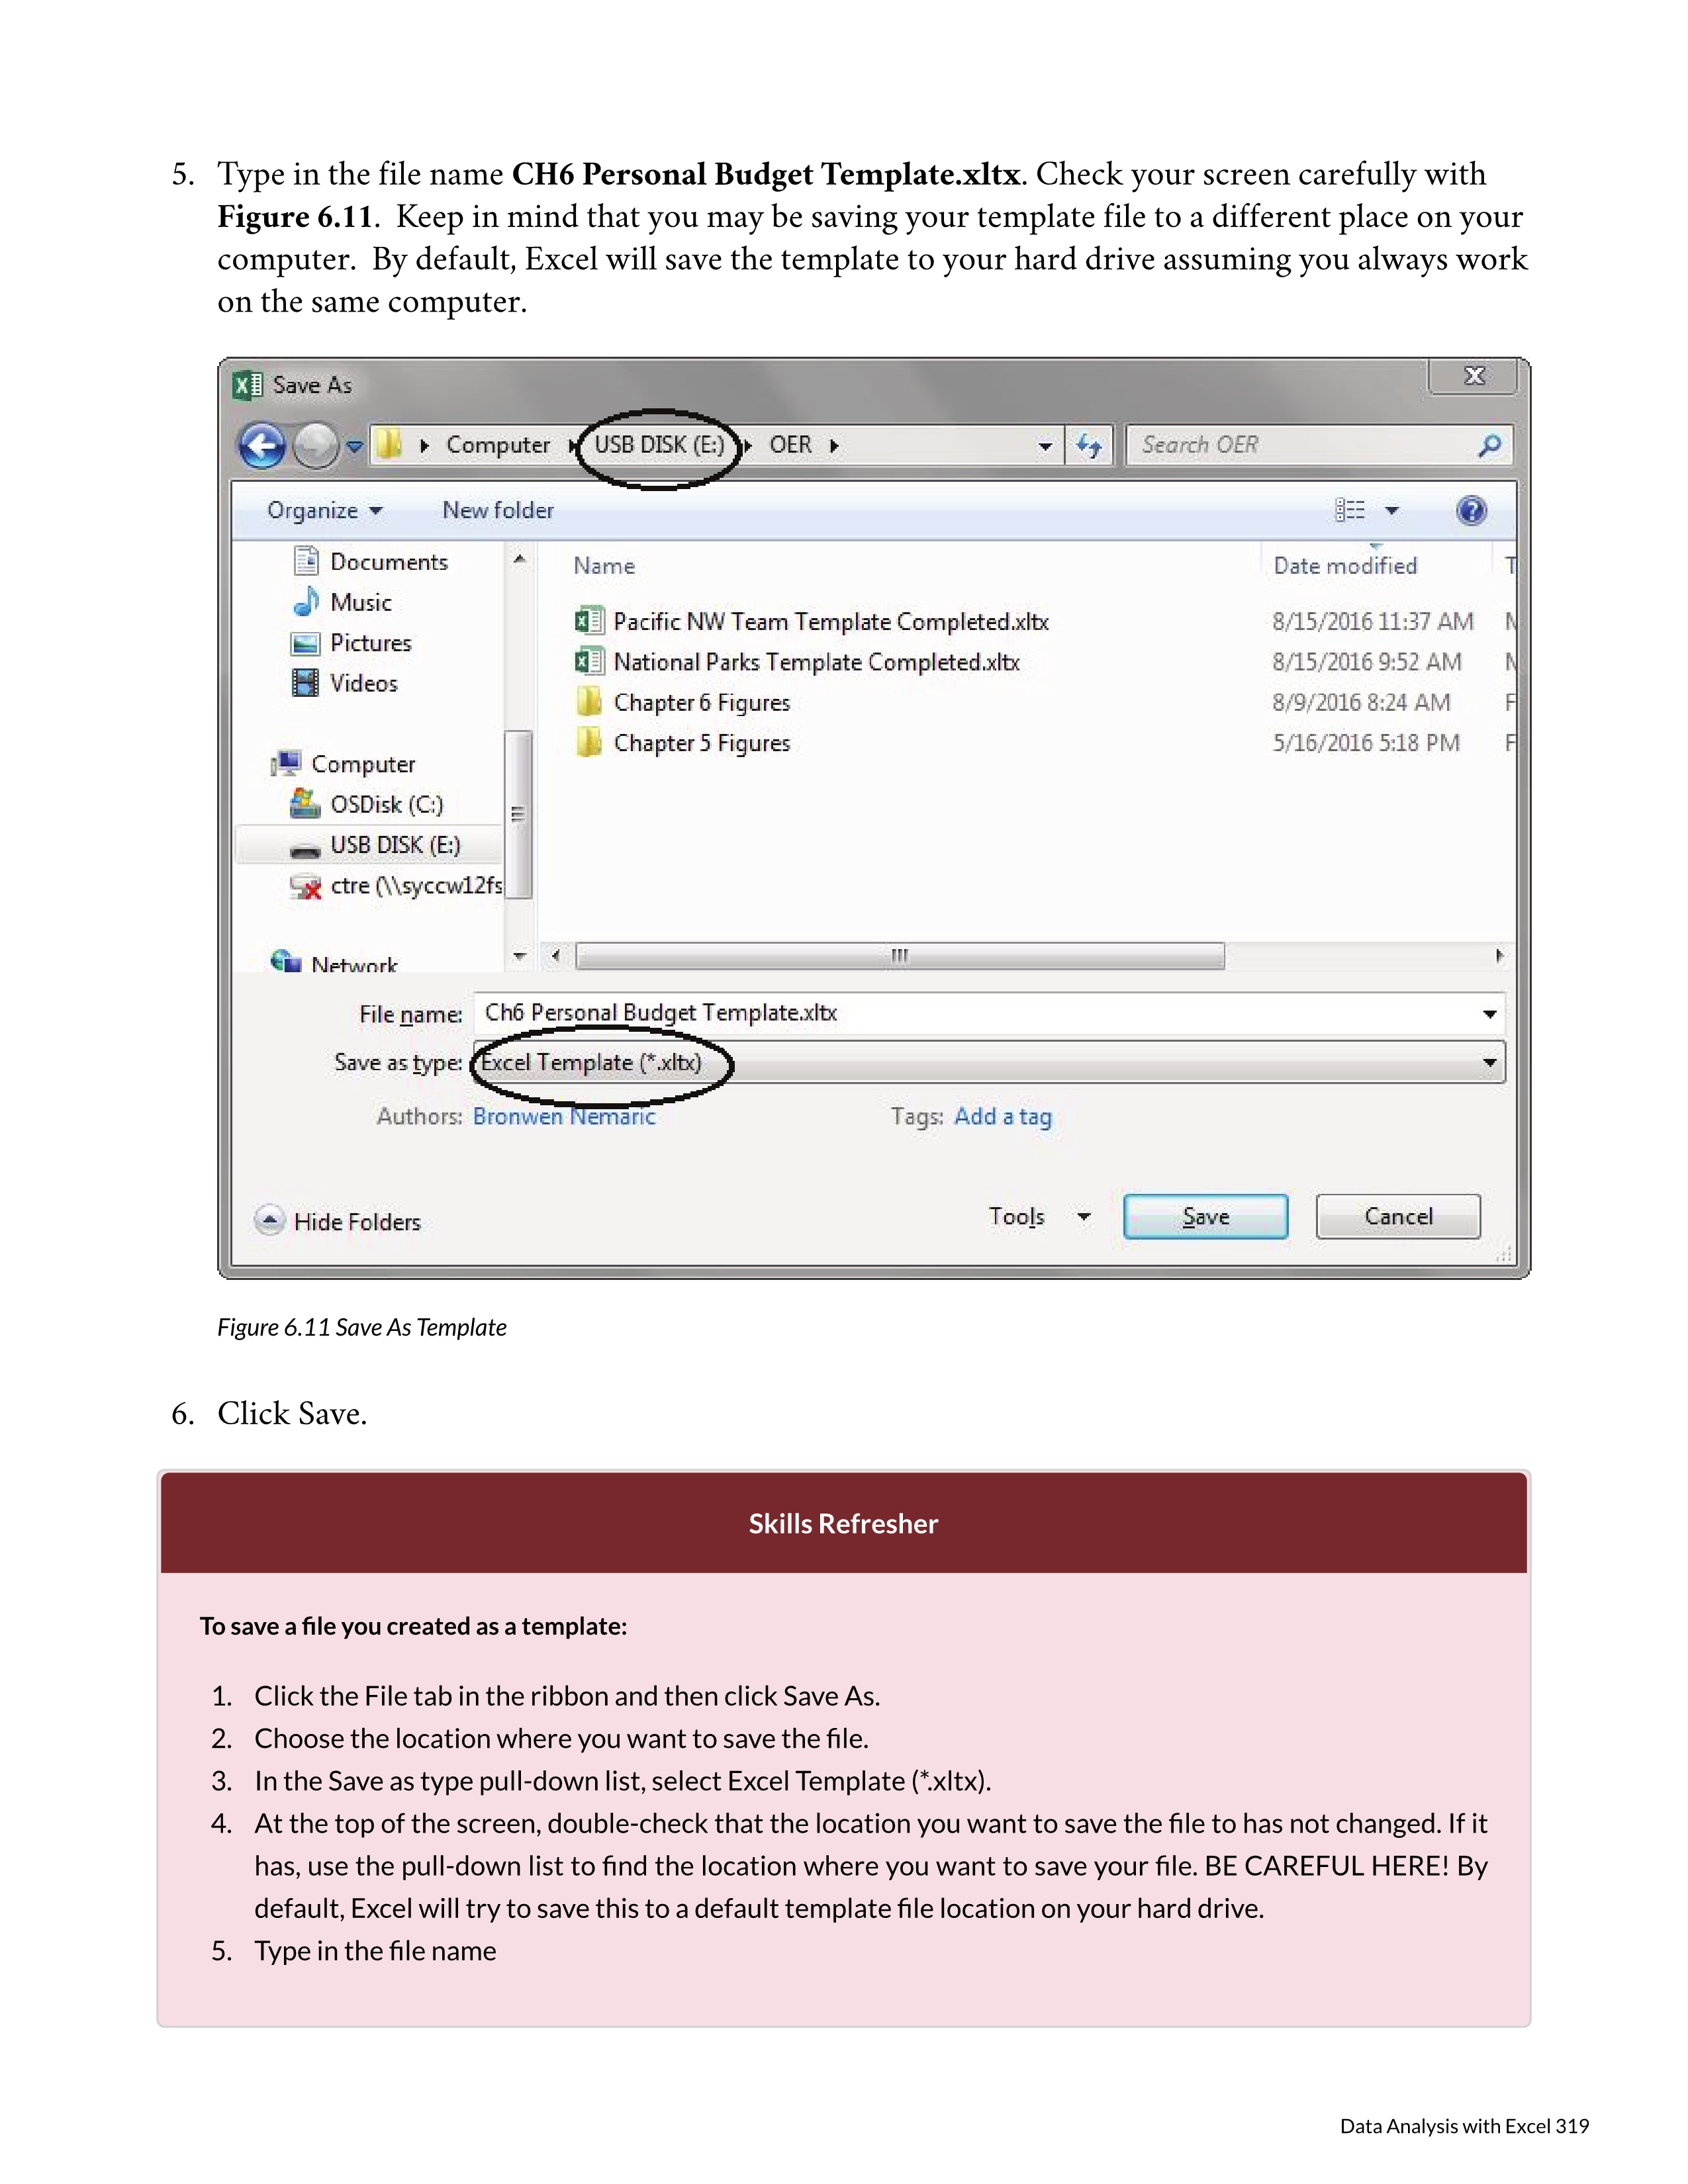 5. Type in the file name CH6 Personal Budget Template.xltx. Check your screen carefully with
Figure 6.11.  Keep in mind that you may be saving your template file to a different place on your
computer.  By default, Excel will save the template to your hard drive assuming you always work
on the same computer.
Save As
Computer USB DISK (E:) OER
Search OER
Organize New folder
Documents
Music
Pictures
Videos
Computer
OSDisk (C:)
USB DISK (E:)
ctre (\\syccw12fs
Network
Name Date modified T
Pacific NW Team Template Completed.xltx 8/15/2016 11:37 AM M
National Parks Template Completed.xltx 8/15/2016 9:52 AM M
Chapter 6 Figures 8/9/2016 8:24 AM F
Chapter 5 Figures 5/16/2016 5:18 PM F
File name: Ch6 Personal Budget Template.xltx
Save as type: Excel Template (*.xltx)
Authors: Bronwen Nemaric Tags: Add a tag
Hide Folders Tools Save Cancel
Figure 6.11 Save As Template
6. Click Save.
Skills Refresher
To save a file you created as a template:
1. Click the File tab in the ribbon and then click Save As.
2. Choose the location where you want to save the file.
3. In the Save as type pull-down list, select Excel Template (*.xltx).
4. At the top of the screen, double-check that the location you want to save the file to has not changed. If it
has, use the pull-down list to find the location where you want to save your file. BE CAREFUL HERE! By
default, Excel will try to save this to a default template file location on your hard drive.
5. Type in the file name
Data Analysis with Excel 319